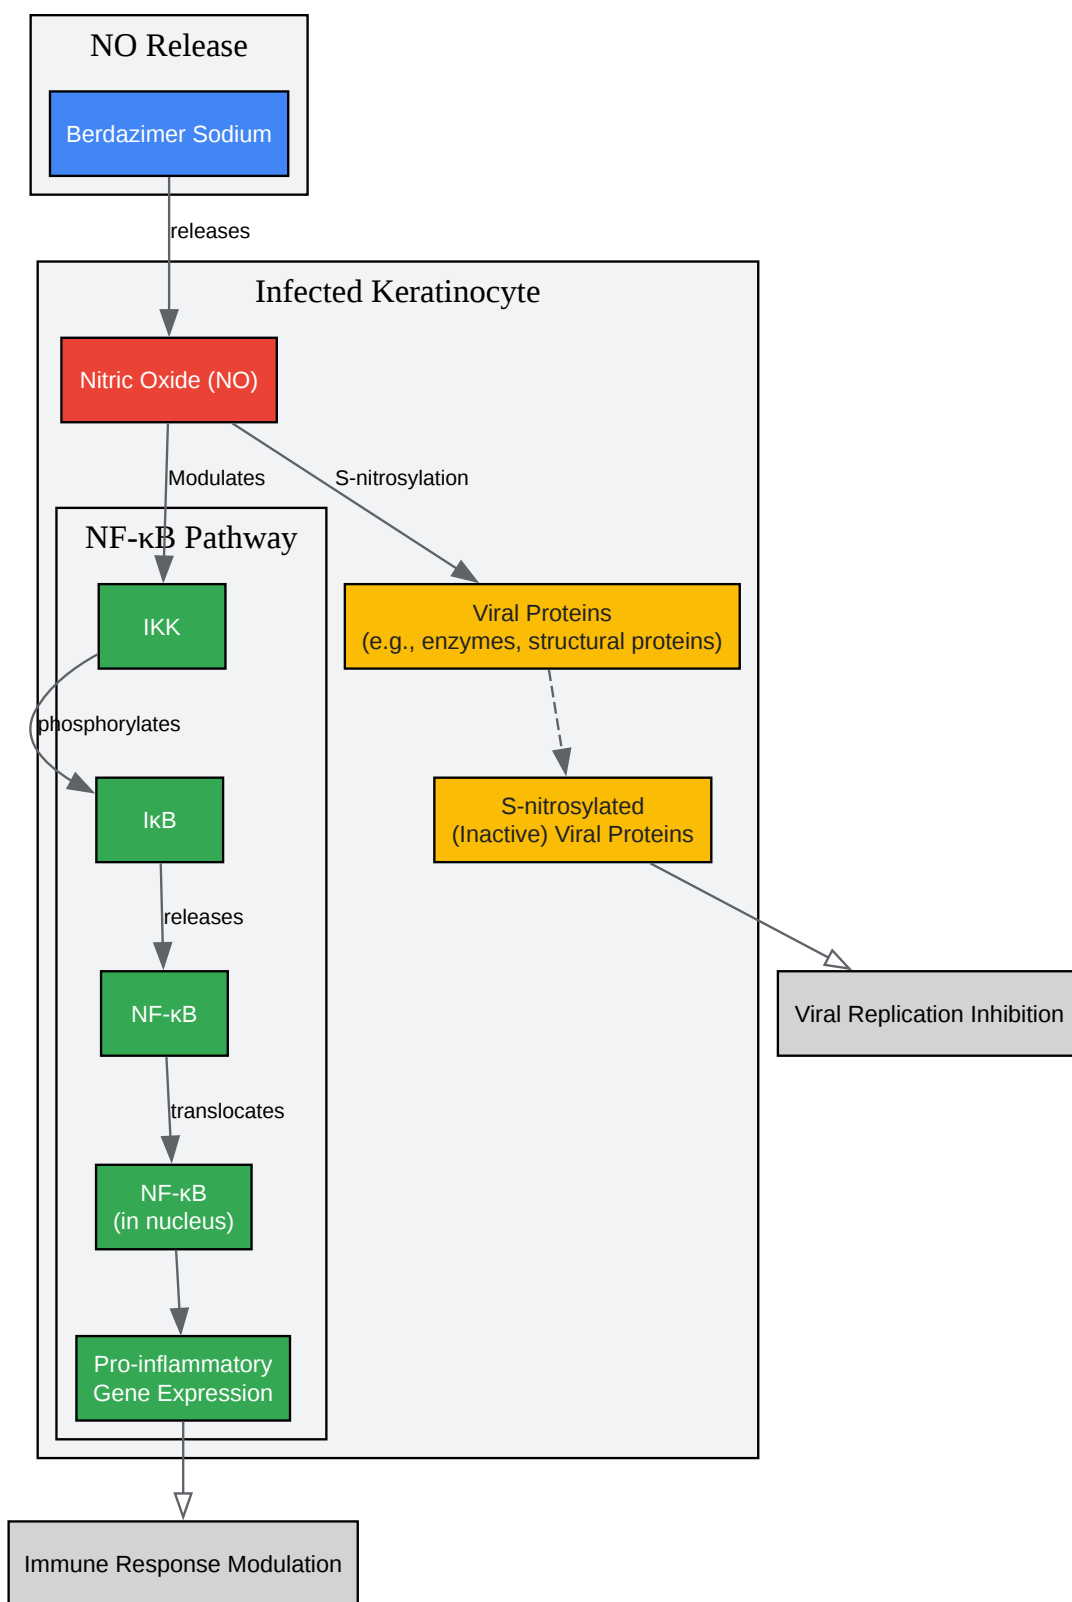 NO Release
Berdazimer Sodium
releases
Infected Keratinocyte
Nitric Oxide (NO)
Modulates
S-nitrosylation
NF-κB Pathway
IKK
Viral Proteins
(e.g., enzymes, structural proteins)
phosphorylates
IκB
S-nitrosylated
(Inactive) Viral Proteins
releases
NF-κB
Viral Replication Inhibition
translocates
NF-κB
(in nucleus)
Pro-inflammatory
Gene Expression
Immune Response Modulation